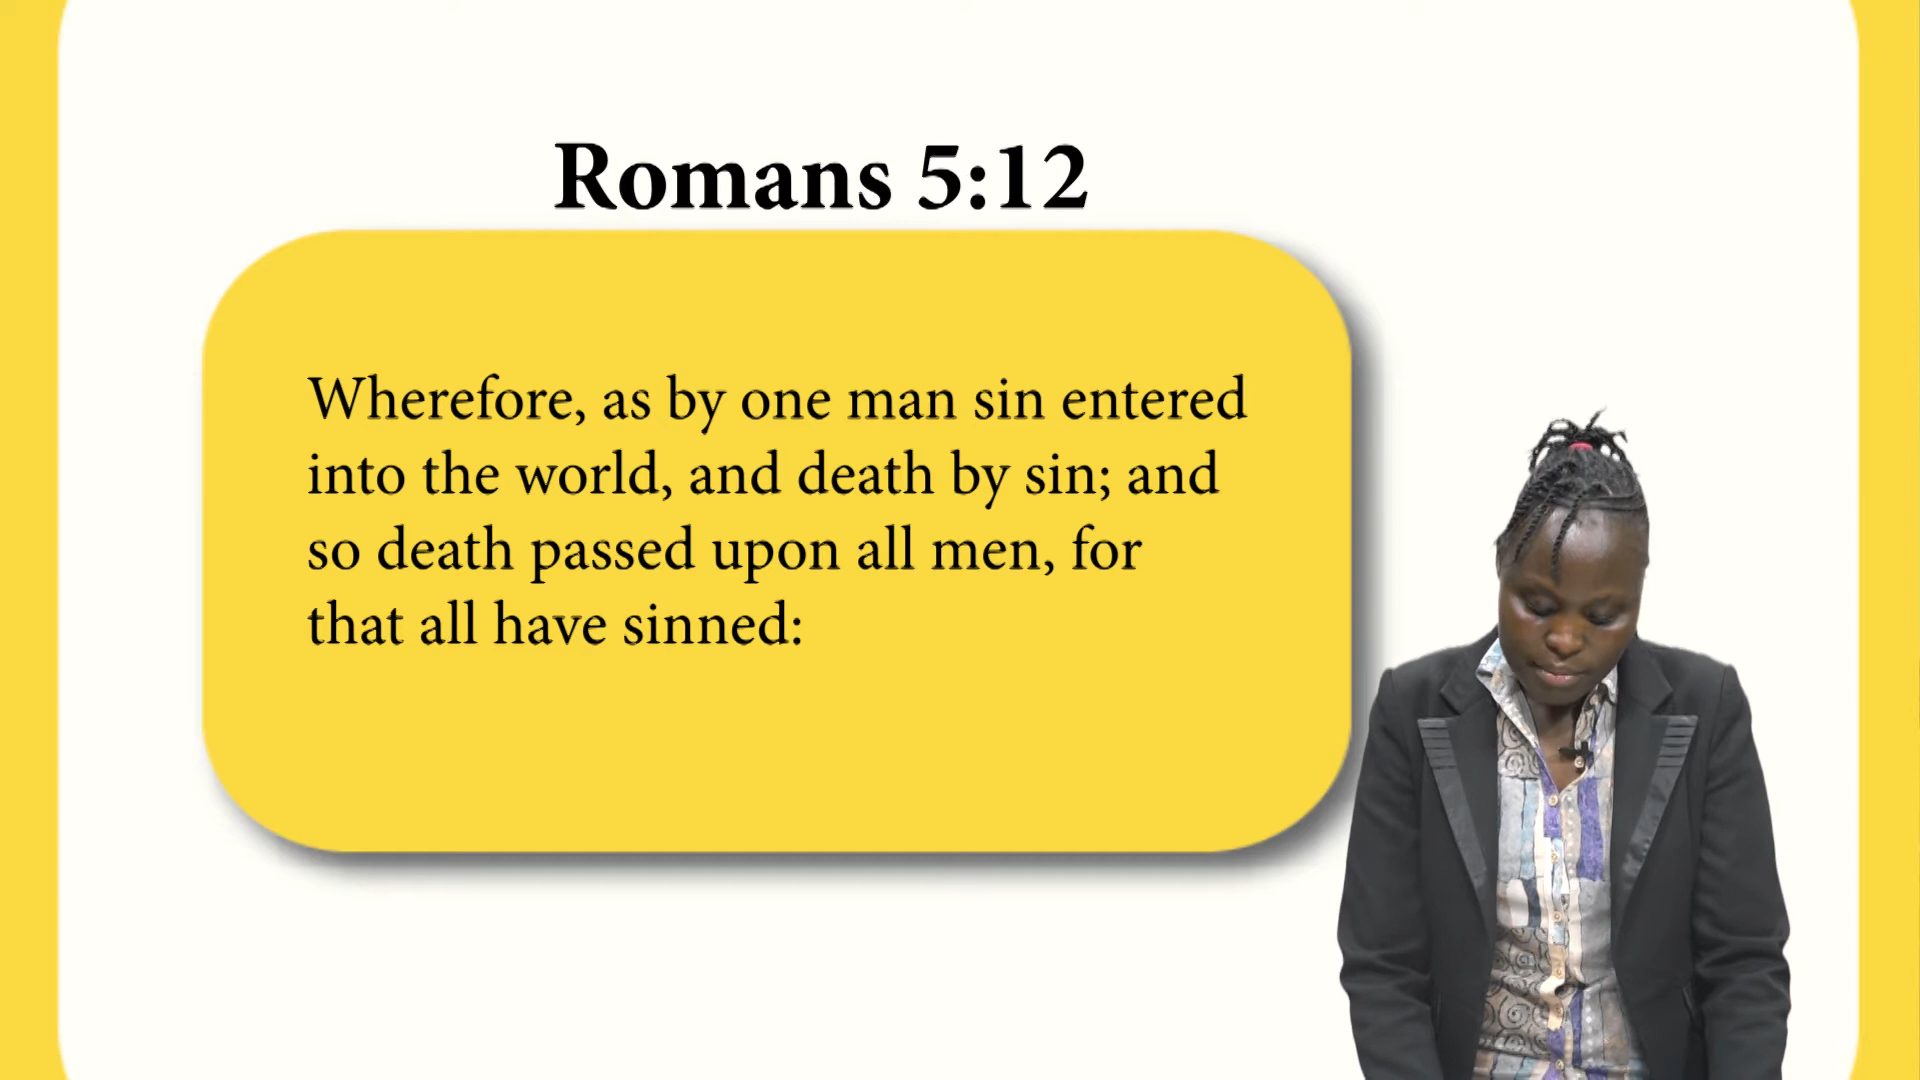 Romans 5:12
Wherefore, as by one man sin entered
into the world, and death by sin; and
so death passed upon all men, for
that all have sinned: